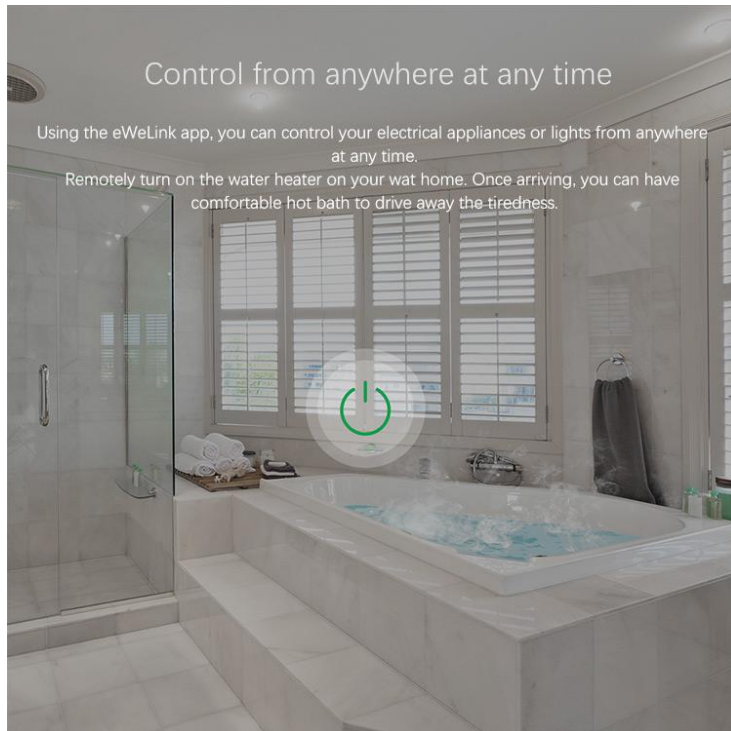 Control from anywhere at any time
Using the eWeLink app, you can control your electrical appliances or lights from anywhere
at any time.
Remotely turn on the water heater on your wat home. Once arriving, you can have
comfortable hot bath to drive away the tiredness.